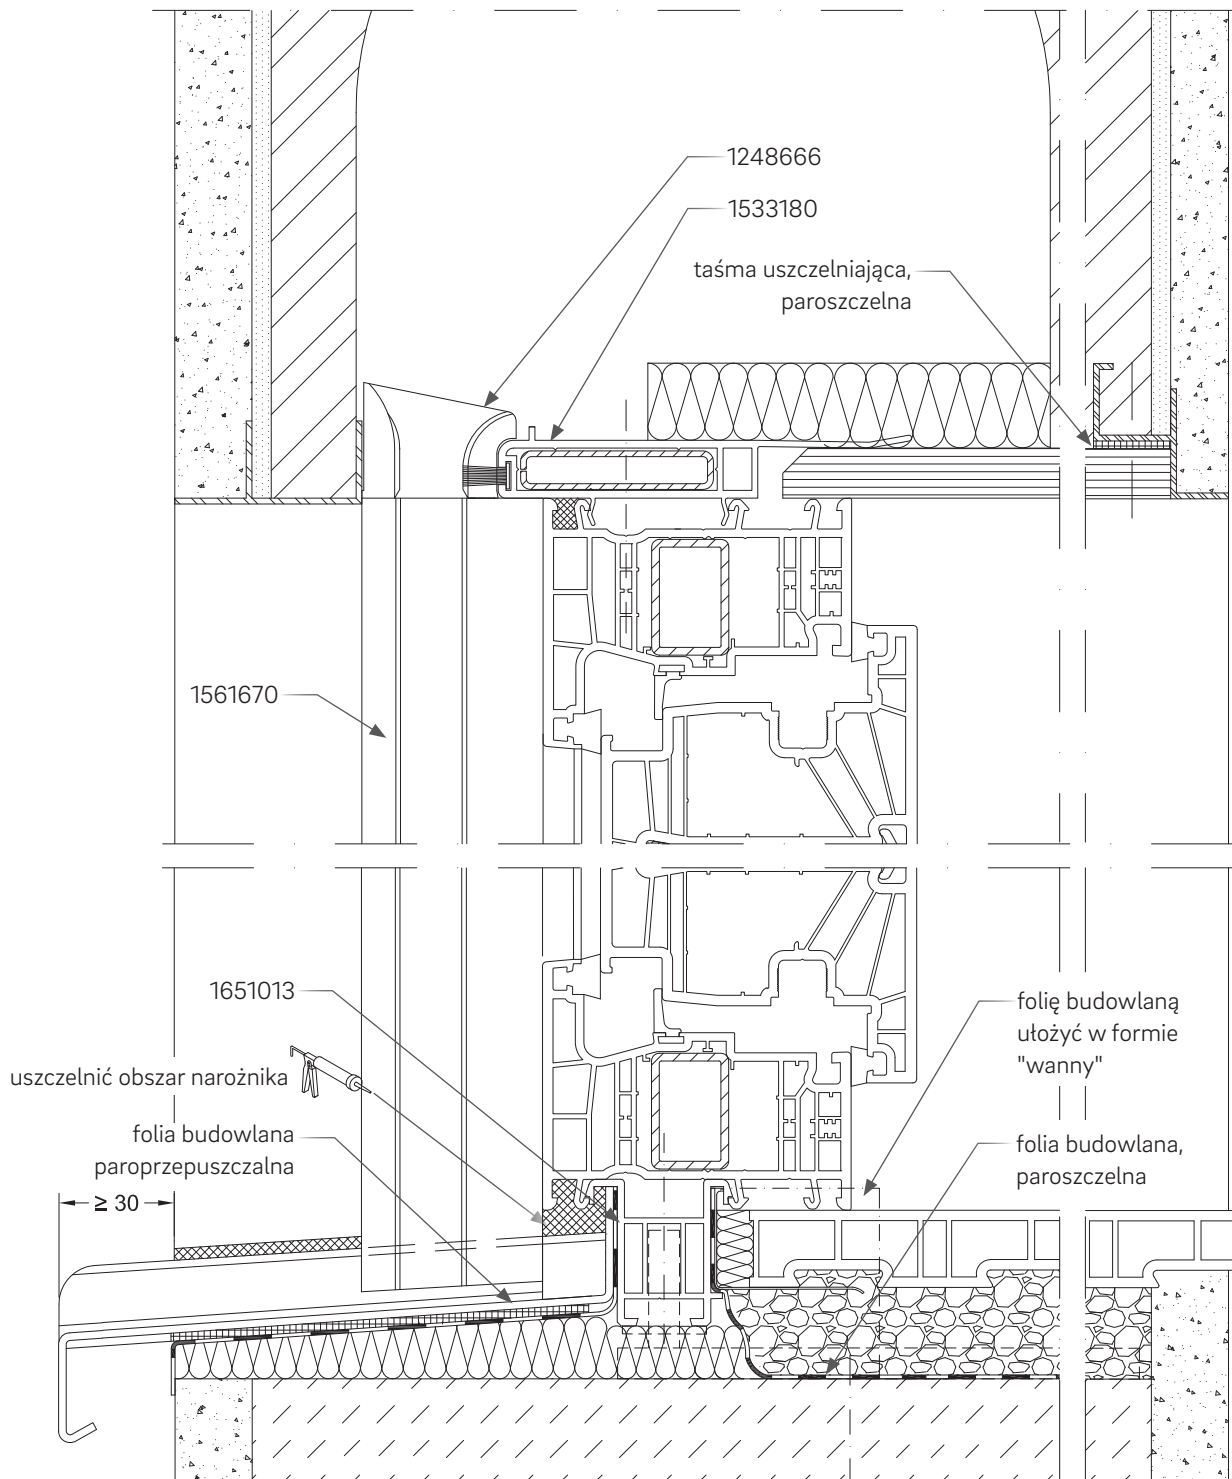 1248666
1533180
taśma uszczelniająca,
paroszczelna
1561670
1651013
folię budowlaną
ułożyć w formie
"wanny"
uszczelnić obszar narożnika
folia budowlana
paroprzepuszczalna
folia budowlana,
paroszczelna
≥ 30